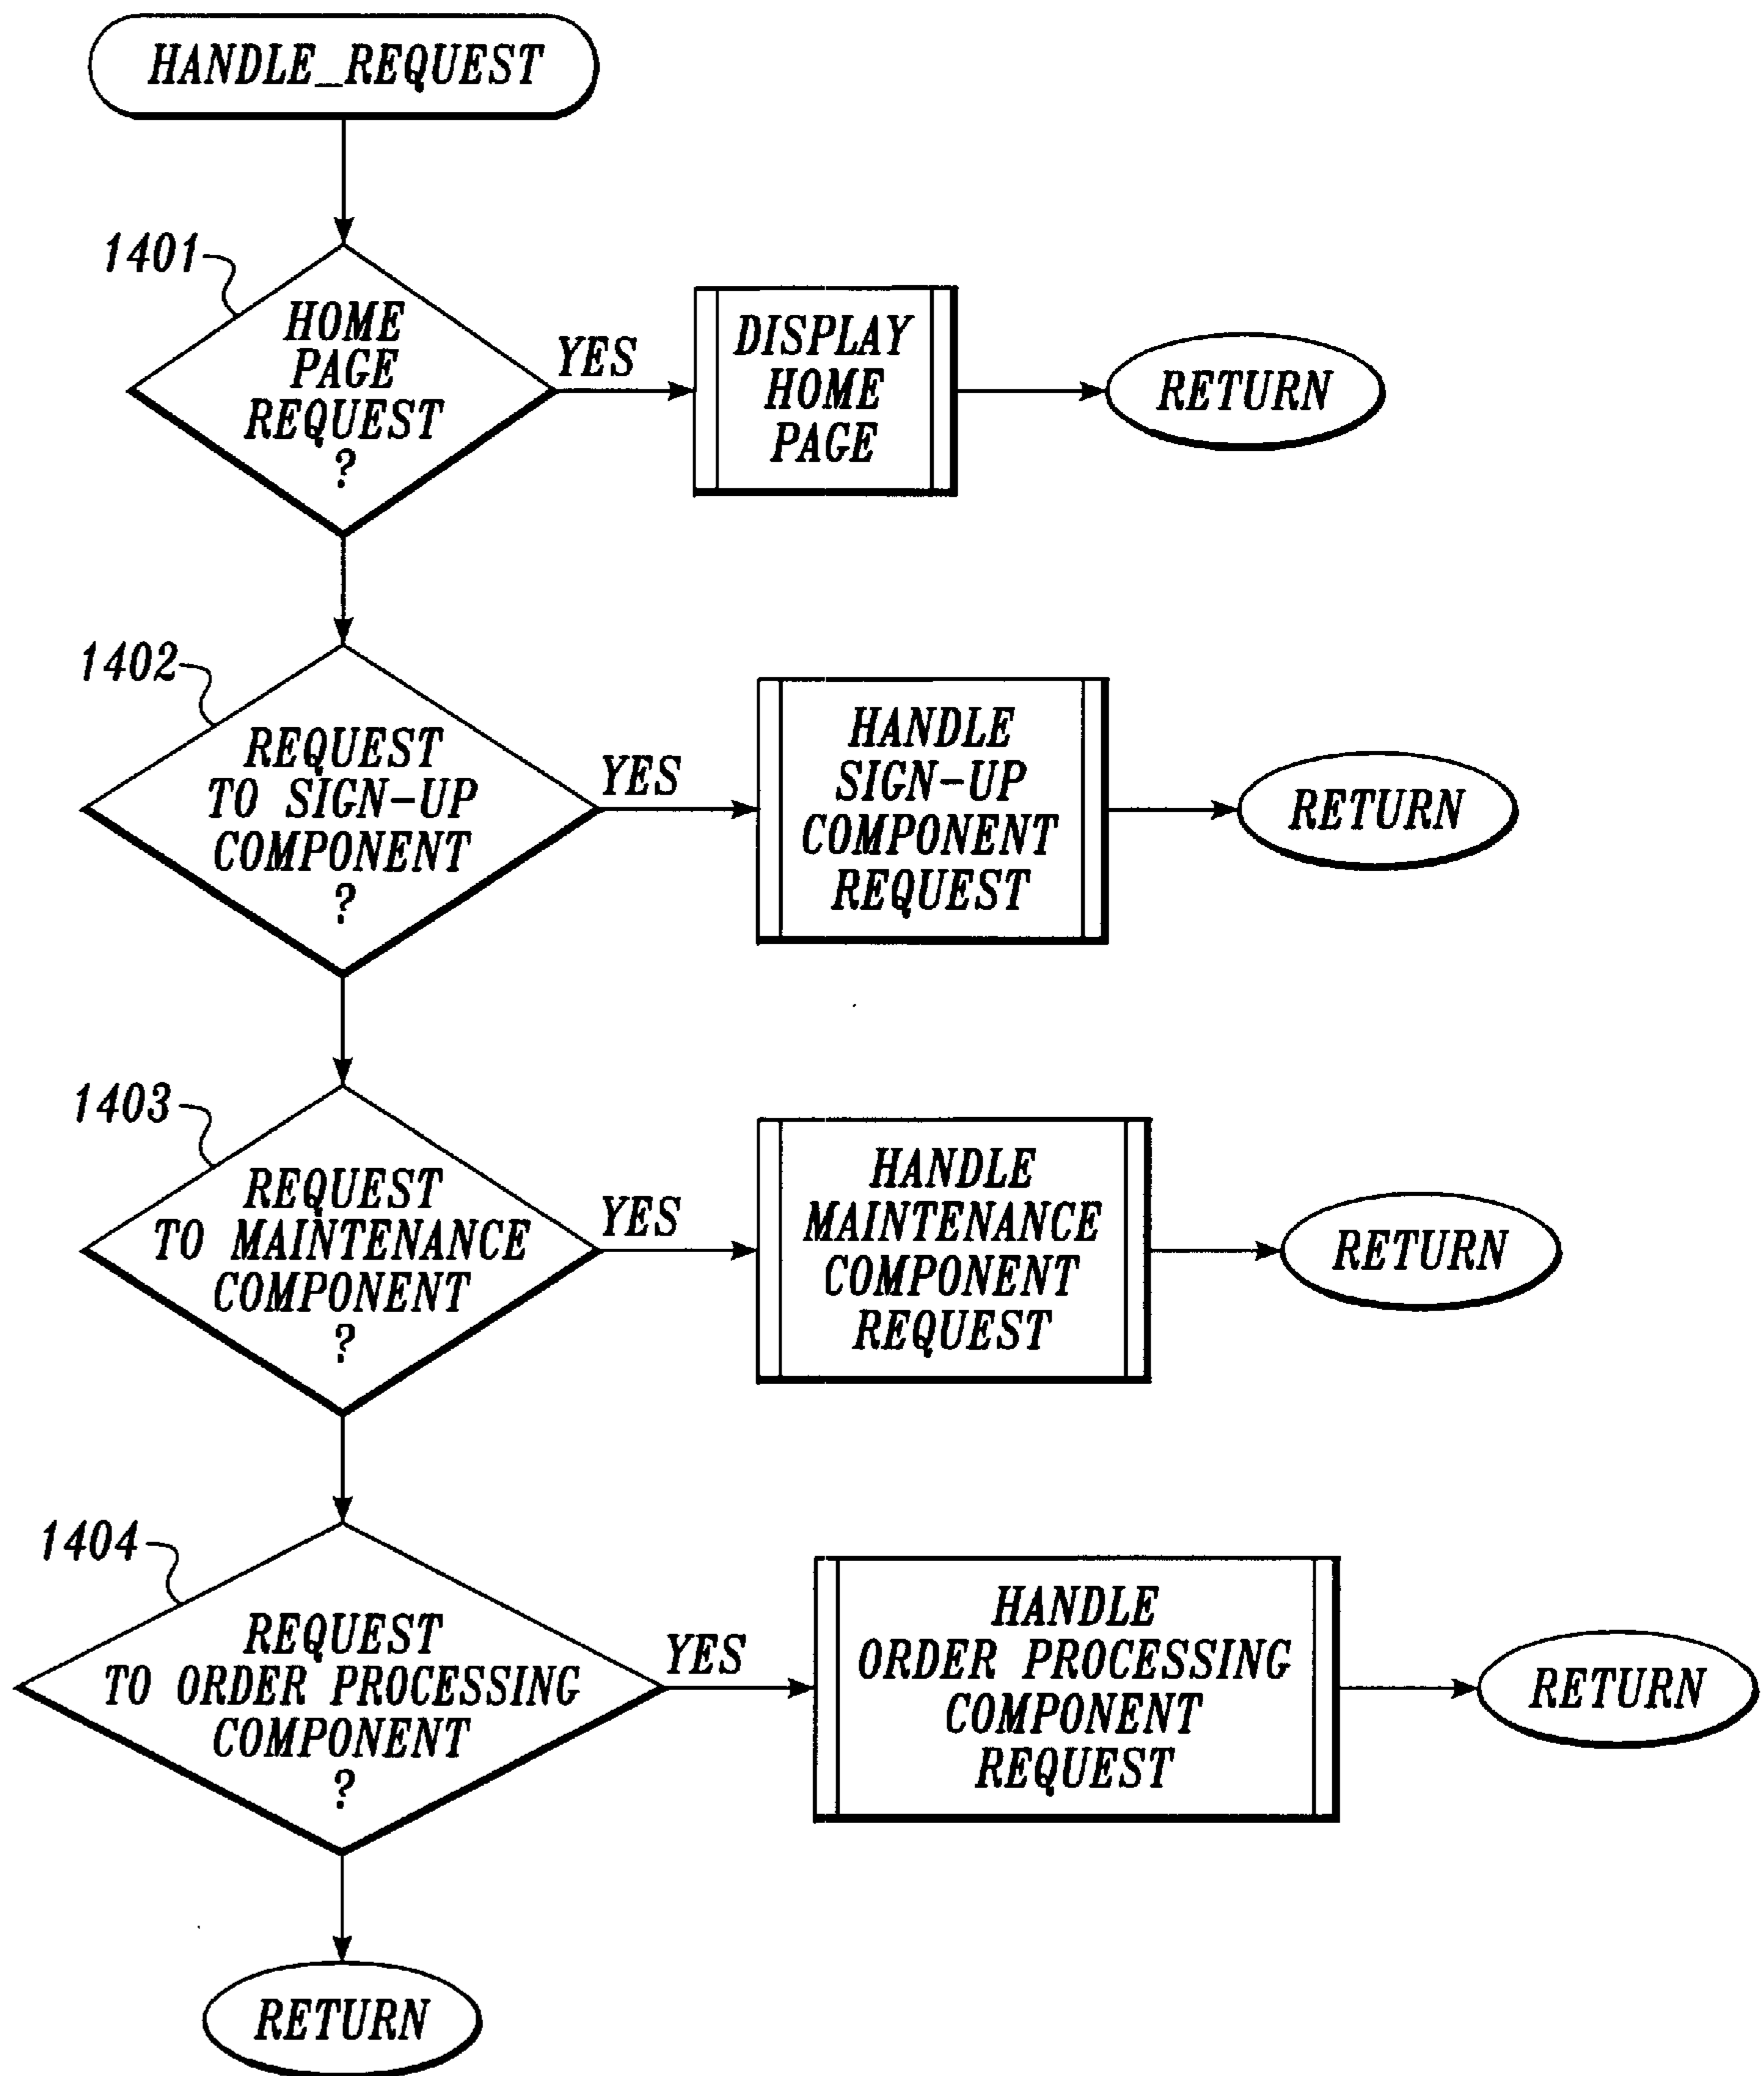 HANDLE_REQUEST
1401
HOME
PAGE
REQUEST
?
YES
DISPLAY
HOME
PAGE
RETURN
1402
REQUEST
TO SIGN-UP
COMPONENT
?
YES
HANDLE
SIGN-UP
COMPONENT
REQUEST
RETURN
1403
REQUEST
TO MAINTENANCE
COMPONENT
?
YES
HANDLE
MAINTENANCE
COMPONENT
REQUEST
RETURN
1404
REQUEST
TO ORDER PROCESSING
COMPONENT
?
YES
HANDLE
ORDER PROCESSING
COMPONENT
REQUEST
RETURN
RETURN